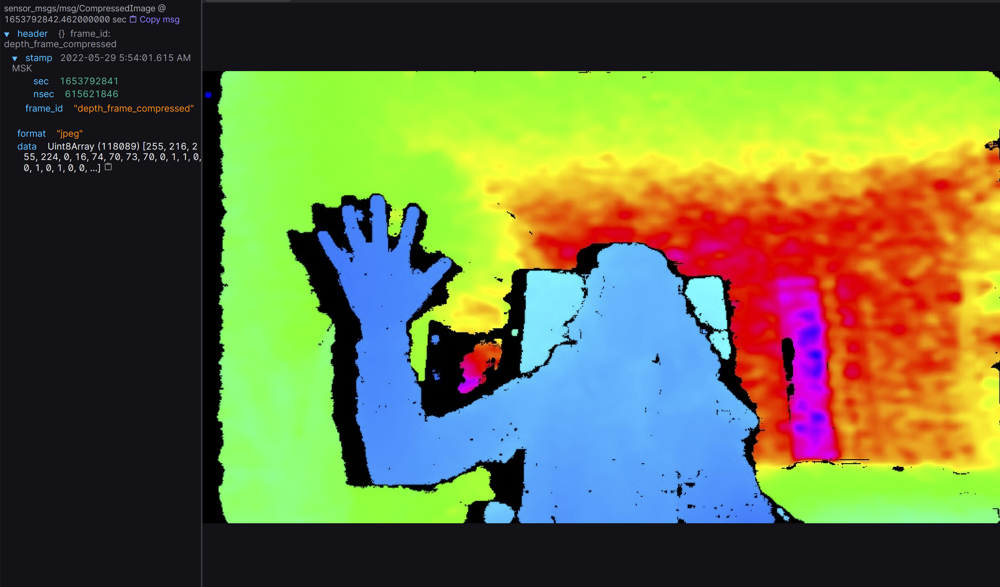 sensor_msgs/msg/CompressedImage @
1653792842.462000000 sec Copy msg
header {} frame_id:
depth_frame_compressed
stamp 2022-05-29 5:54:01.615 AM
MSK
sec 1653792841
nsec 615621846
frame_id "depth_frame_compressed"
format "jpeg"
data Uint8Array (118089) [255, 216, 2
55, 224, 0, 16, 74, 70, 73, 70, 0, 1, 1, 0,
0, 1, 0, 1, 0, 0, ...]